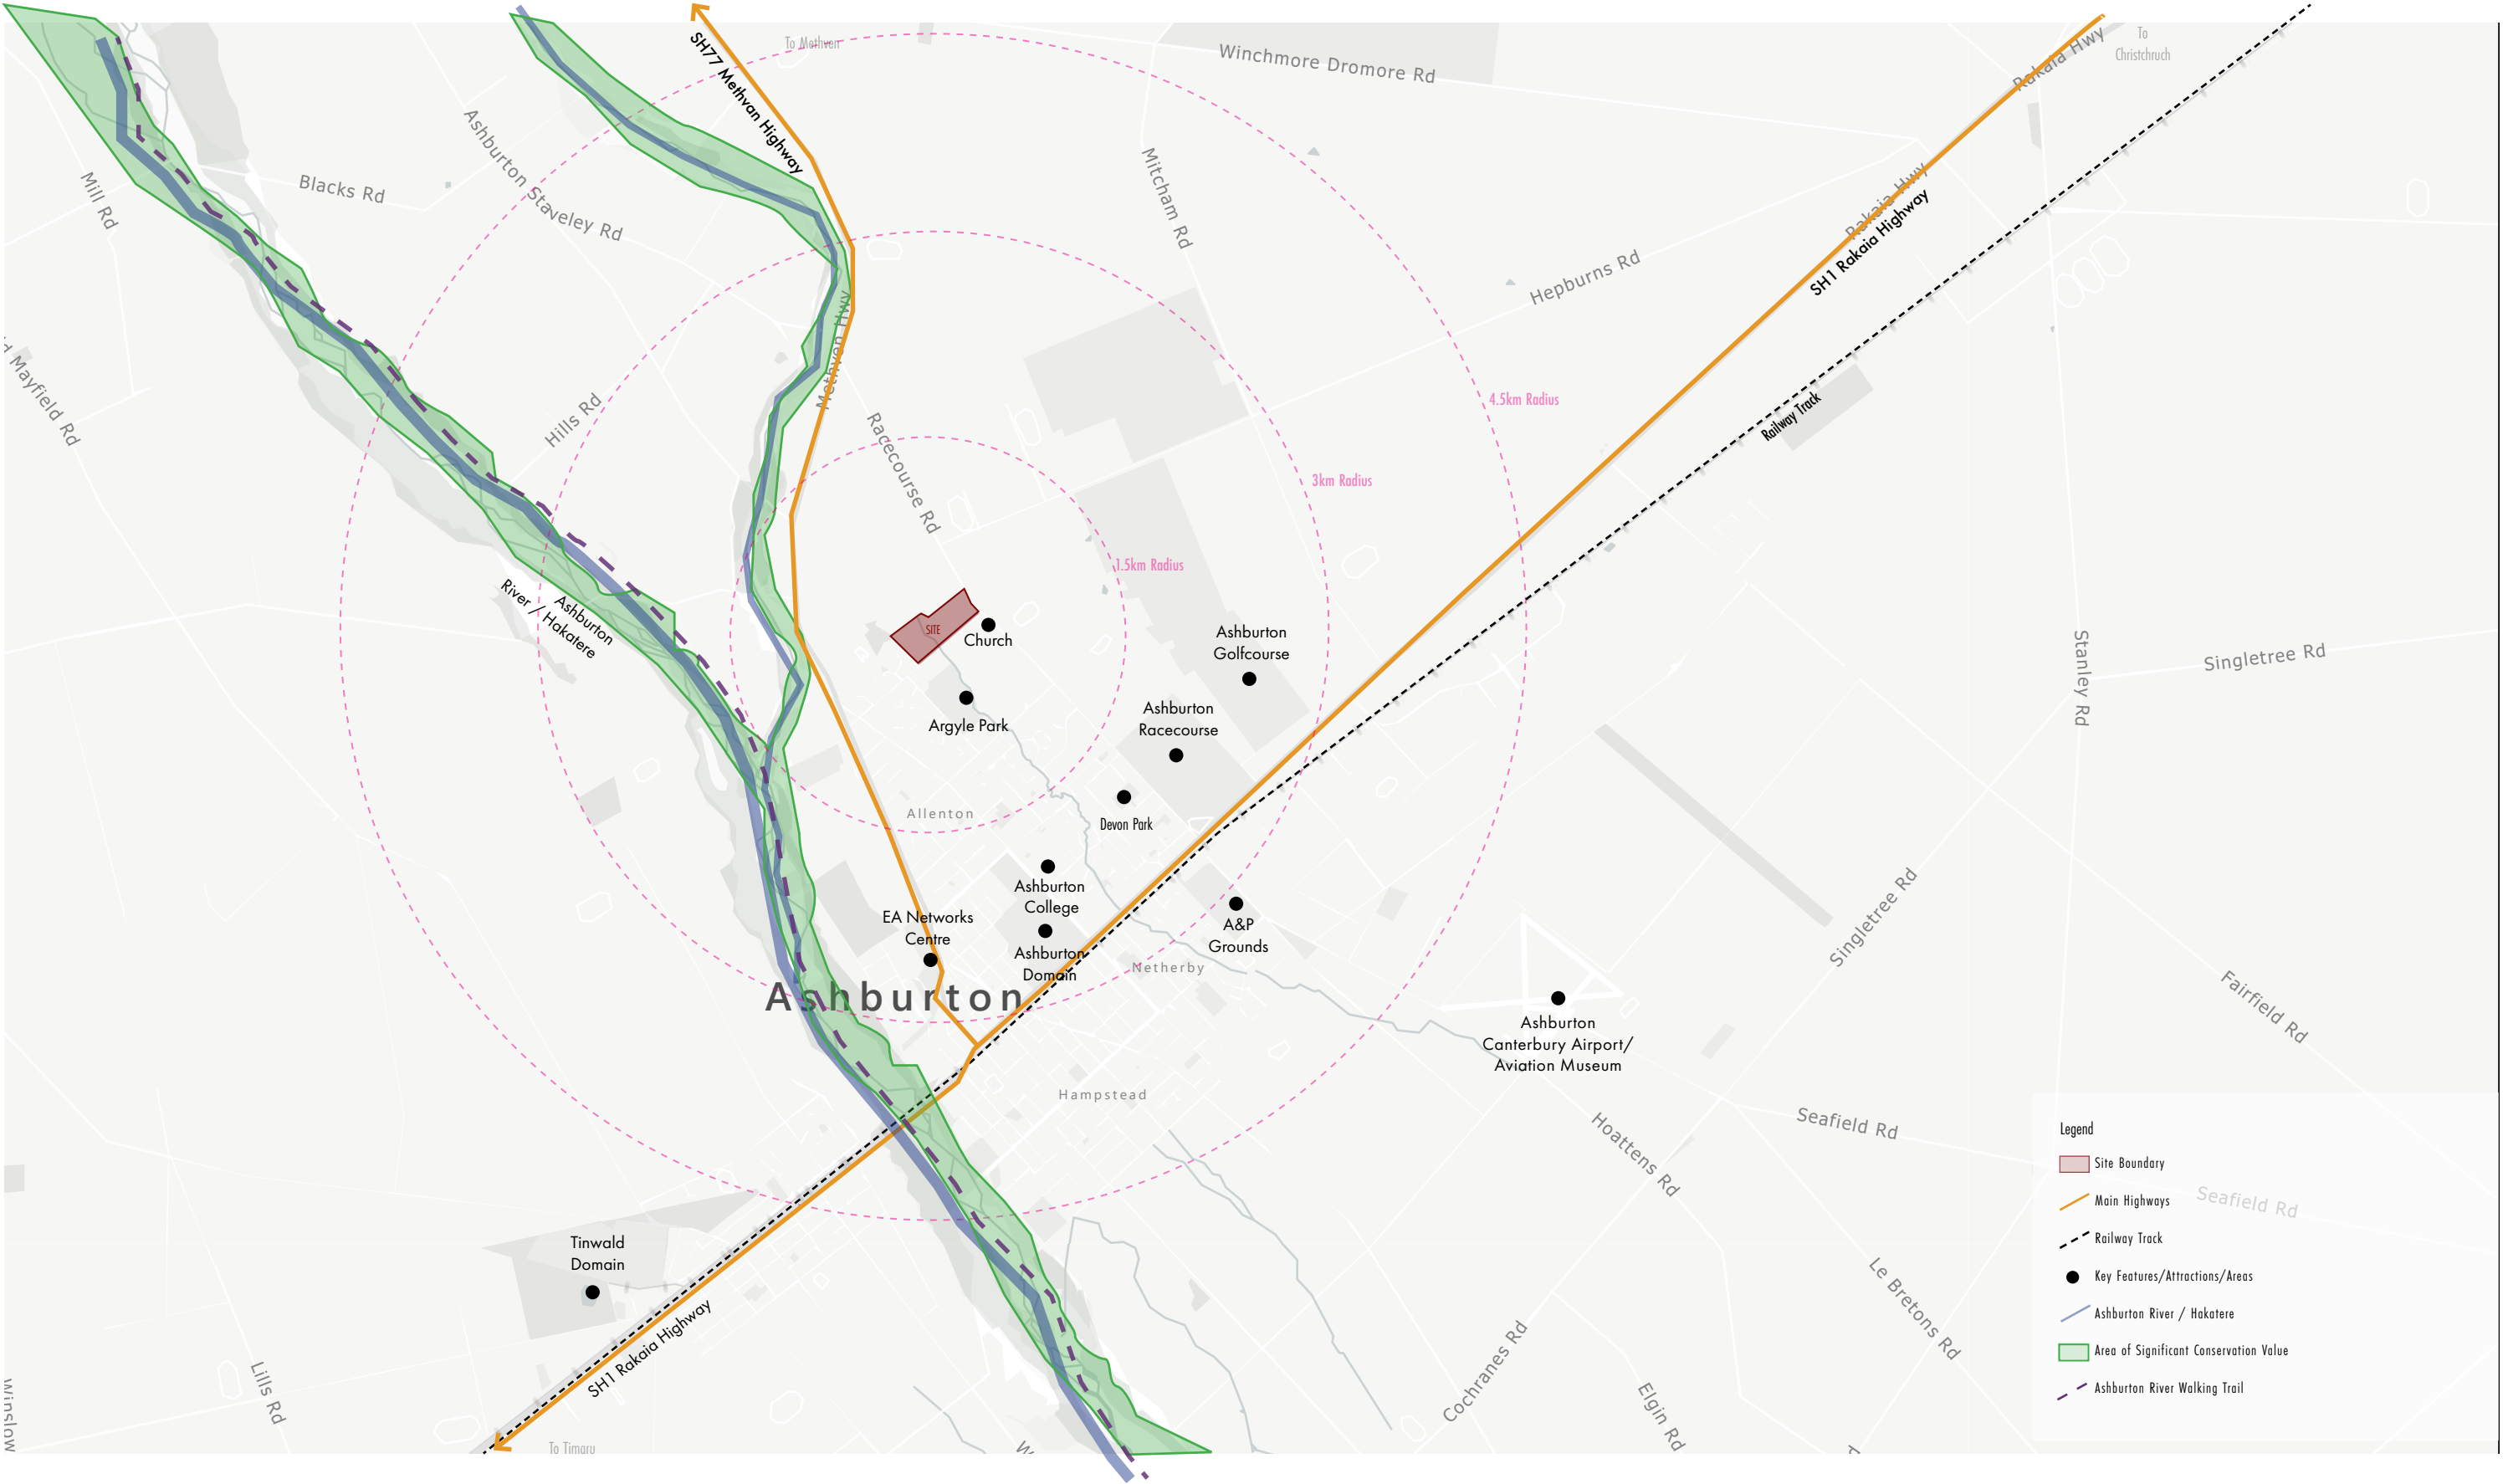 To Methven
SH77 Methvan Highway
Winchmore Dromore Rd
Rakaia Hwy
To
Christchruch
Ashburton Staveley Rd
Blacks Rd
Mill Rd
Mitcham Rd
Rakaia Hwy
SH1 Rakaia Highway
Hepburns Rd
Methven Hwy
Mayfield Rd
Hills Rd
Racecourse Rd
4.5km Radius
Railway Track
3km Radius
1.5km Radius
Ashburton
River / Hakatere
SITE
Church
Ashburton
Golfcourse
Stanley Rd
Singletree Rd
Argyle Park
Ashburton
Racecourse
Allenton
Devon Park
Ashburton
College
EA Networks
Centre
A&P
Grounds
Singletree Rd
Ashburton
Domain
Netherby
Ashburton
Fairfield Rd
Ashburton
Canterbury Airport/
Aviation Museum
Hampstead
Hoattens Rd
Seafield Rd
Seafield Rd
Tinwald
Domain
SH1 Rakaia Highway
Le Bretons Rd
Cochranes Rd
Elgin Rd
Lills Rd
Winslow
To Timaru
Legend
Site Boundary
Main Highways
Railway Track
Key Features/Attractions/Areas
Ashburton River / Hakatere
Area of Significant Conservation Value
Ashburton River Walking Trail